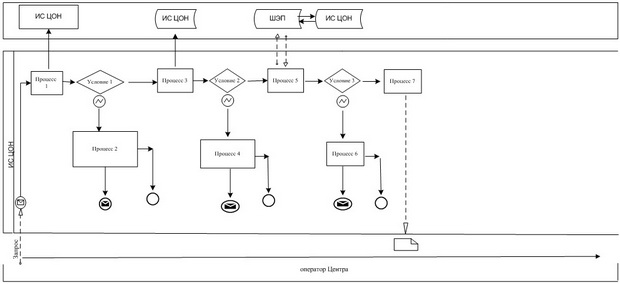 ИС ЦОН
ИС ЦОН
ШЭП
ИС ЦОН
ИС ЦОН
Процесс
1
Условие 1
Процесс 3
Условие 2
Процесс 5
Условие 3
Процесс 7
Процесс 2
Процесс 4
Процесс 6
Запрос
оператор Центра